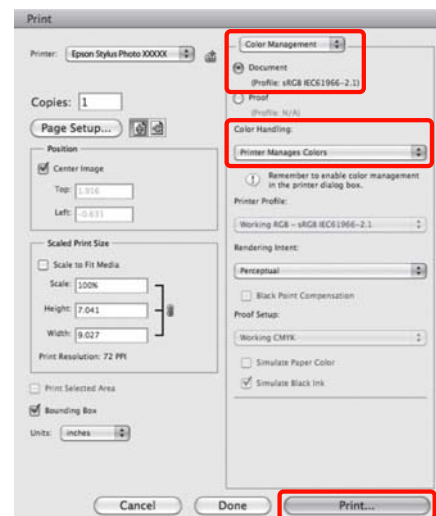 Print
Printer: Epson Stylus Photo XXXXX
Copies: 1
Page Setup...
Position
Center Image
Top: 1.916
Left: -0.633
Scaled Print Size
Scale to Fit Media
Scale: 100%
Height: 7.041
Width: 9.027
Print Resolution: 72 PPI
Print Selected Area
Bounding Box
Units: inches
Color Management
Document
(Profile: sRGB IEC61966-2.1)
Proof
(Profile: N/A)
Color Handling:
Printer Manages Colors
Remember to enable color management
in the printer dialog box.
Printer Profile:
Working RGB - sRGB IEC61966-2.1
Rendering Intent:
Perceptual
Black Point Compensation
Proof Setup:
Working CMYK
Simulate Paper Color
Simulate Black Ink
Cancel
Done
Print...